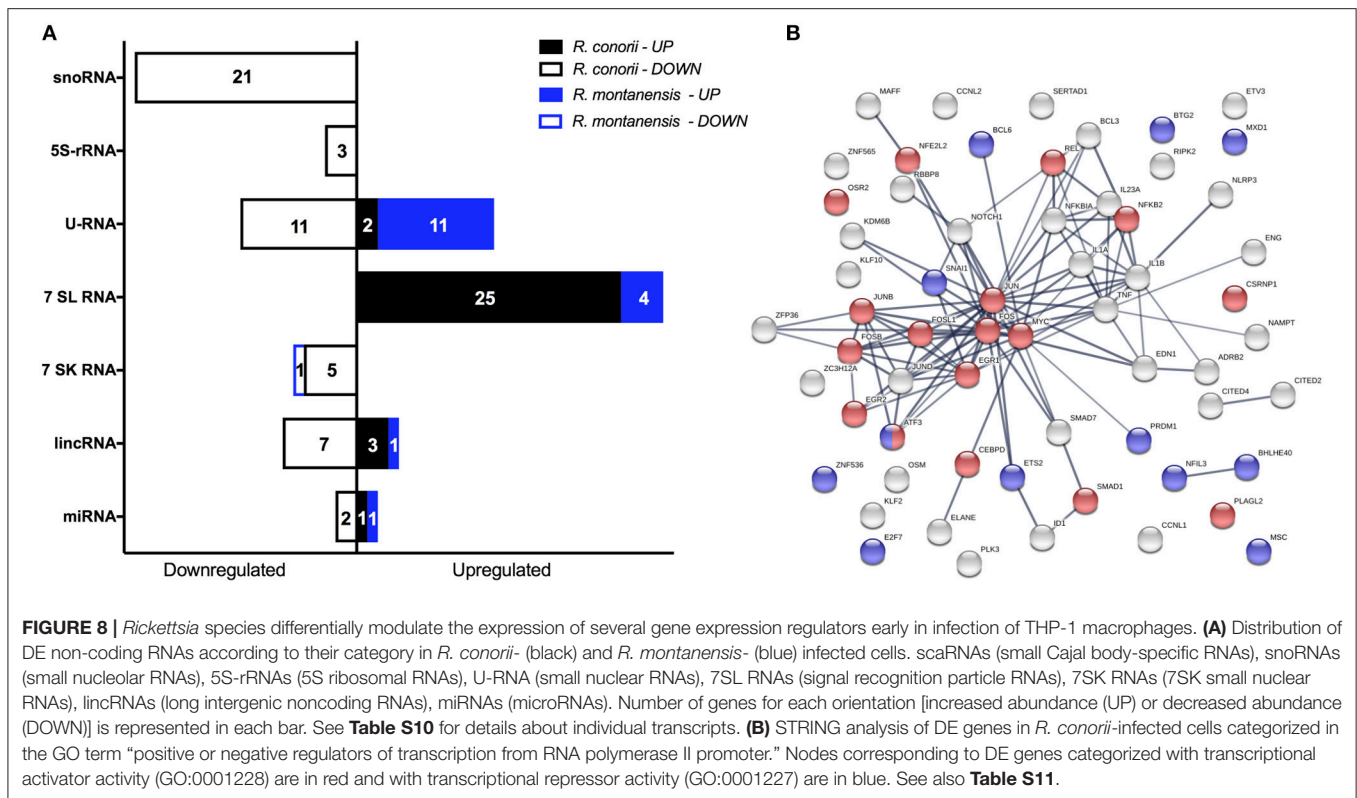 A
snoRNA
21
5S-rRNA
3
U-RNA
11
2
11
7 SL RNA
25
4
7 SK RNA
1
5
lincRNA
7
3
1
miRNA
2
1
1
Downregulated
Upregulated
R. conorii - UP
R. conorii - DOWN
R. montanensis - UP
R. montanensis - DOWN
B
MAFF
CCNL2
SERTAD1
ETV3
BCL3
BTG2
BCL6
MXD1
NFE2L2
REL
ZNF565
RIPK2
RBBP8
IL23A
NLRP3
OSR2
NFKBIA
NFKB2
NOTCH1
KDM6B
ENG
IL1A
IL1B
KLF10
SNAI1
CSRNP1
JUN
JUNB
TNF
ZFP36
FOSL1
FOS
MYC
NAMPT
FOSB
EDN1
ADRB2
ZC3H12A
JUND
EGR1
CITED2
CITED4
EGR2
ATF3
SMAD7
PRDM1
CEBPD
BHLHE40
ZNF536
OSM
ETS2
NFIL3
SMAD1
KLF2
PLAGL2
ELANE
ID1
CCNL1
E2F7
PLK3
MSC
FIGURE 8 | Rickettsia species differentially modulate the expression of several gene expression regulators early in infection of THP-1 macrophages. (A) Distribution of
DE non-coding RNAs according to their category in R. conorii- (black) and R. montanensis- (blue) infected cells. scaRNAs (small Cajal body-specific RNAs), snoRNAs
(small nucleolar RNAs), 5S-rRNAs (5S ribosomal RNAs), U-RNA (small nuclear RNAs), 7SL RNAs (signal recognition particle RNAs), 7SK RNAs (7SK small nuclear
RNAs), lincRNAs (long intergenic noncoding RNAs), miRNAs (microRNAs). Number of genes for each orientation [increased abundance (UP) or decreased abundance
(DOWN)] is represented in each bar. See Table S10 for details about individual transcripts. (B) STRING analysis of DE genes in R. conorii-infected cells categorized in
the GO term “positive or negative regulators of transcription from RNA polymerase II promoter.” Nodes corresponding to DE genes categorized with transcriptional
activator activity (GO:0001228) are in red and with transcriptional repressor activity (GO:0001227) are in blue. See also Table S11.